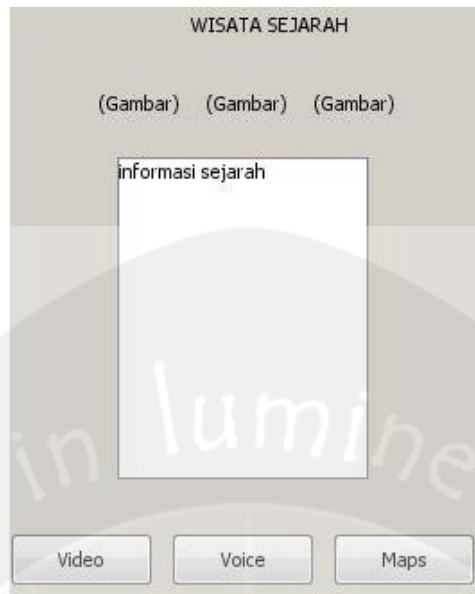 WISATA SEJARAH
(Gambar) (Gambar) (Gambar)
informasi sejarah
in lumine
Video Voice Maps